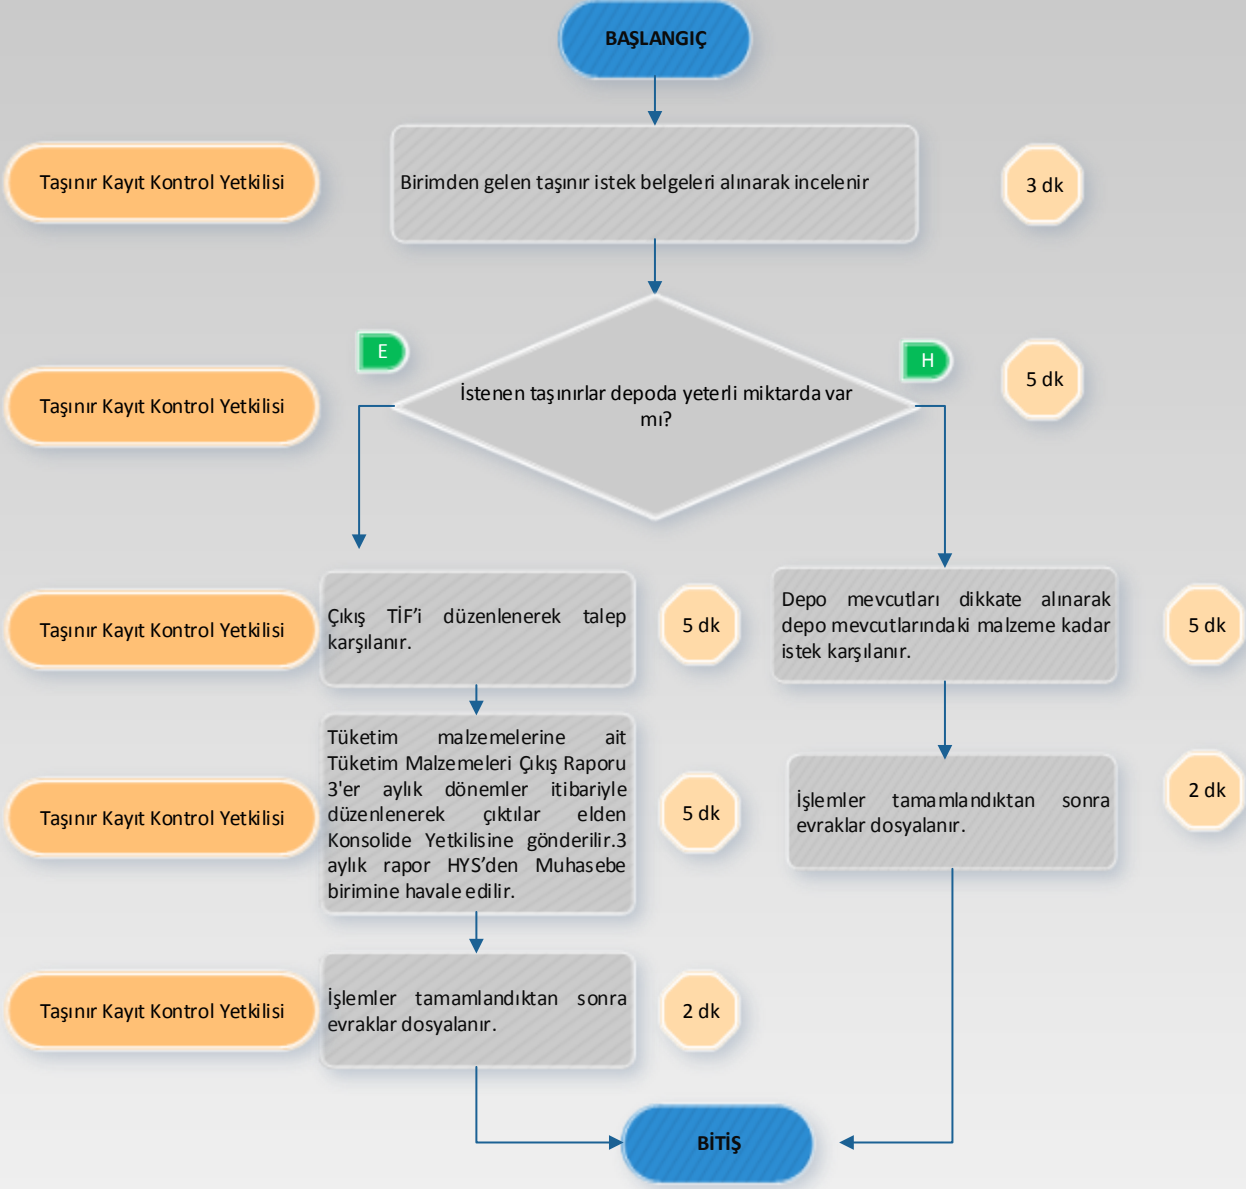 BAŞLANGIÇ
Taşınır Kayıt Kontrol Yetkilisi
Birimden gelen taşınır istek belgeleri alınarak incelenir
3 dk
E
H
Taşınır Kayıt Kontrol Yetkilisi
İstenen taşınırlar depoda yeterli miktarda var
mı?
5 dk
Taşınır Kayıt Kontrol Yetkilisi
Çıkış TİF’i düzenlenerek talep
karşılanır.
5 dk
Depo mevcutları dikkate alınarak
depo mevcutlarındaki malzeme kadar
istek karşılanır.
5 dk
Taşınır Kayıt Kontrol Yetkilisi
Tüketim malzemelerine ait
Tüketim Malzemeleri Çıkış Raporu
3'er aylık dönemler itibariyle
düzenlenerek çıktılar elden
Konsolide Yetkilisine gönderilir.3
aylık rapor HYS’den Muhasebe
birimine havale edilir.
5 dk
İşlemler tamamlandıktan sonra
evraklar dosyalanır.
2 dk
Taşınır Kayıt Kontrol Yetkilisi
İşlemler tamamlandıktan sonra
evraklar dosyalanır.
2 dk
BİTİŞ